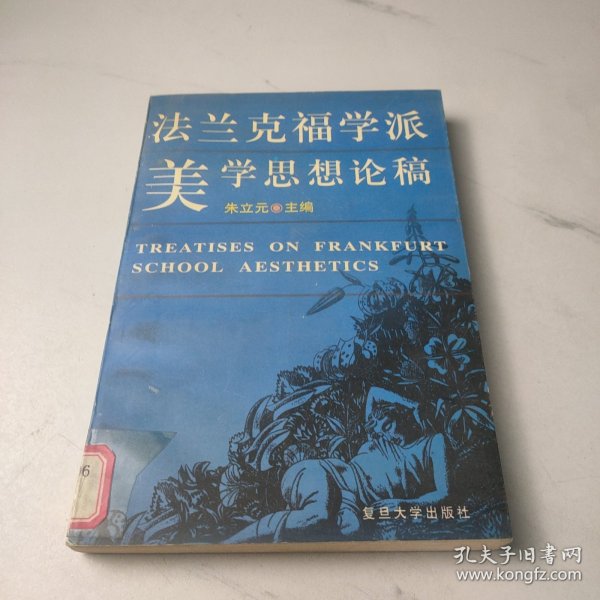 法兰克福学派
美学思想论稿
朱立元 主编
TREATISES ON FRANKFURT
SCHOOL AESTHETICS
复旦大学出版社
孔夫子旧书网
www.kongfz.com